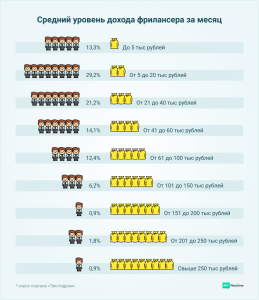 Средний уровень дохода фрилансера за месяц
13,3% До 5 тыс рублей
29,2% От 5 до 20 тыс рублей
21,2% От 21 до 40 тыс рублей
14,1% От 41 до 60 тыс рублей
12,4% От 61 до 100 тыс рублей
6,2% От 101 до 150 тыс рублей
0,9% От 151 до 200 тыс рублей
1,8% От 201 до 250 тыс рублей
0,9% Свыше 250 тыс рублей
* опрос портала